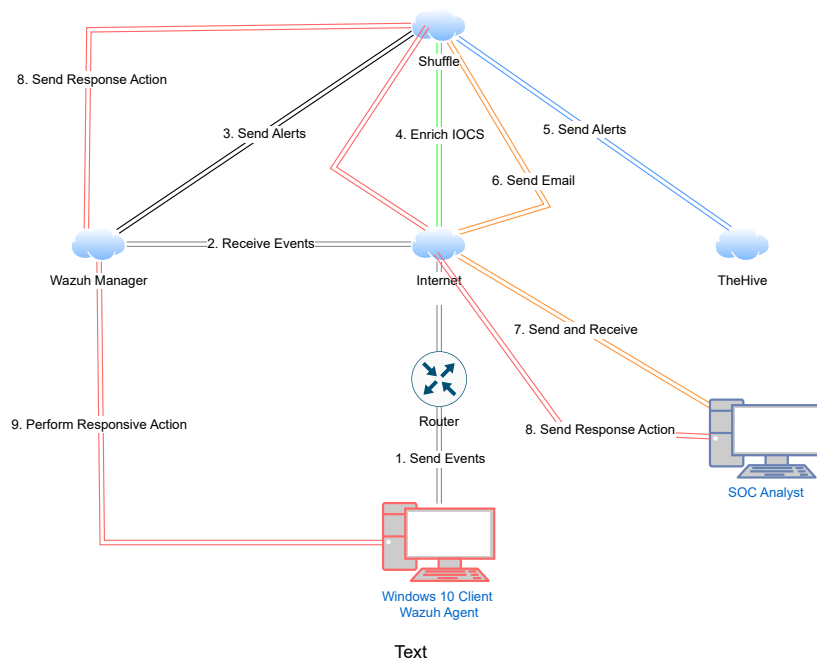 Shuffle
8. Send Response Action
3. Send Alerts
4. Enrich IOCS
5. Send Alerts
6. Send Email
2. Receive Events
Wazuh Manager
Internet
TheHive
7. Send and Receive
Router
9. Perform Responsive Action
8. Send Response Action
1. Send Events
SOC Analyst
Windows 10 Client
Wazuh Agent
Text